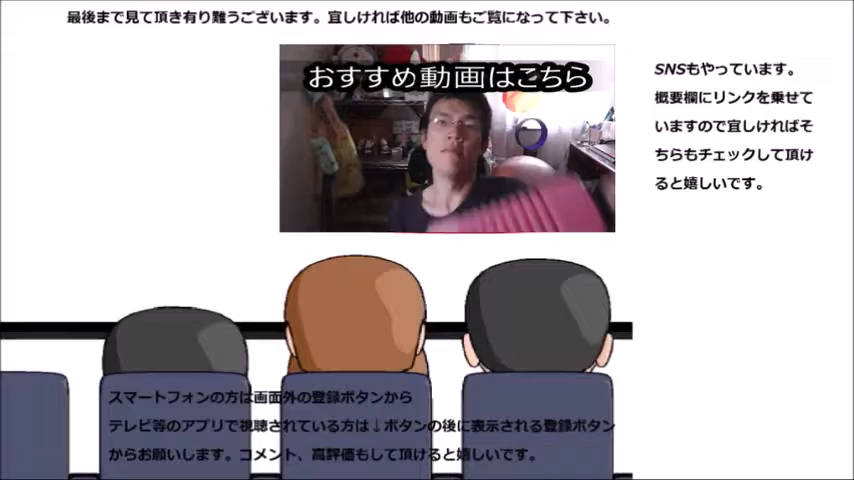 最後まで見て頂き有り難うございます。宜しければ他の動画もご覧になって下さい。
おすすめ動画はこちら
SNSもやっています。
概要欄にリンクを乗せて
いますので宜しければそ
ちらもチェックして頂け
ると嬉しいです。
スマートフォンの方は画面外の登録ボタンから
テレビ等のアプリで視聴されている方は↓ボタンの後に表示される登録ボタン
からお願いします。コメント、高評価もして頂けると嬉しいです。